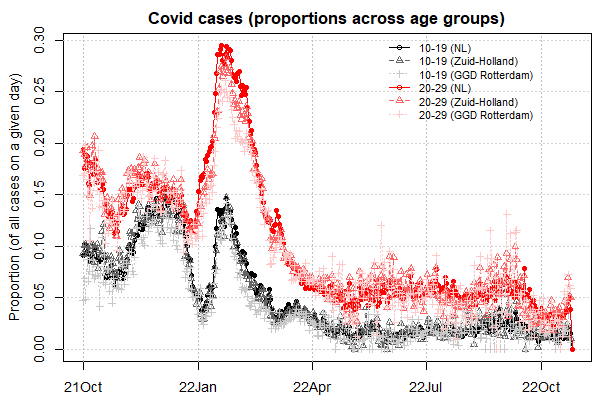 Covid cases (proportions across age groups)
Proportion (of all cases on a given day)
0.30
0.25
0.20
0.15
0.10
0.05
0.00
10-19 (NL)
10-19 (Zuid-Holland)
10-19 (GGD Rotterdam)
20-29 (NL)
20-29 (Zuid-Holland)
20-29 (GGD Rotterdam)
21Oct 22Jan 22Apr 22Jul 22Oct